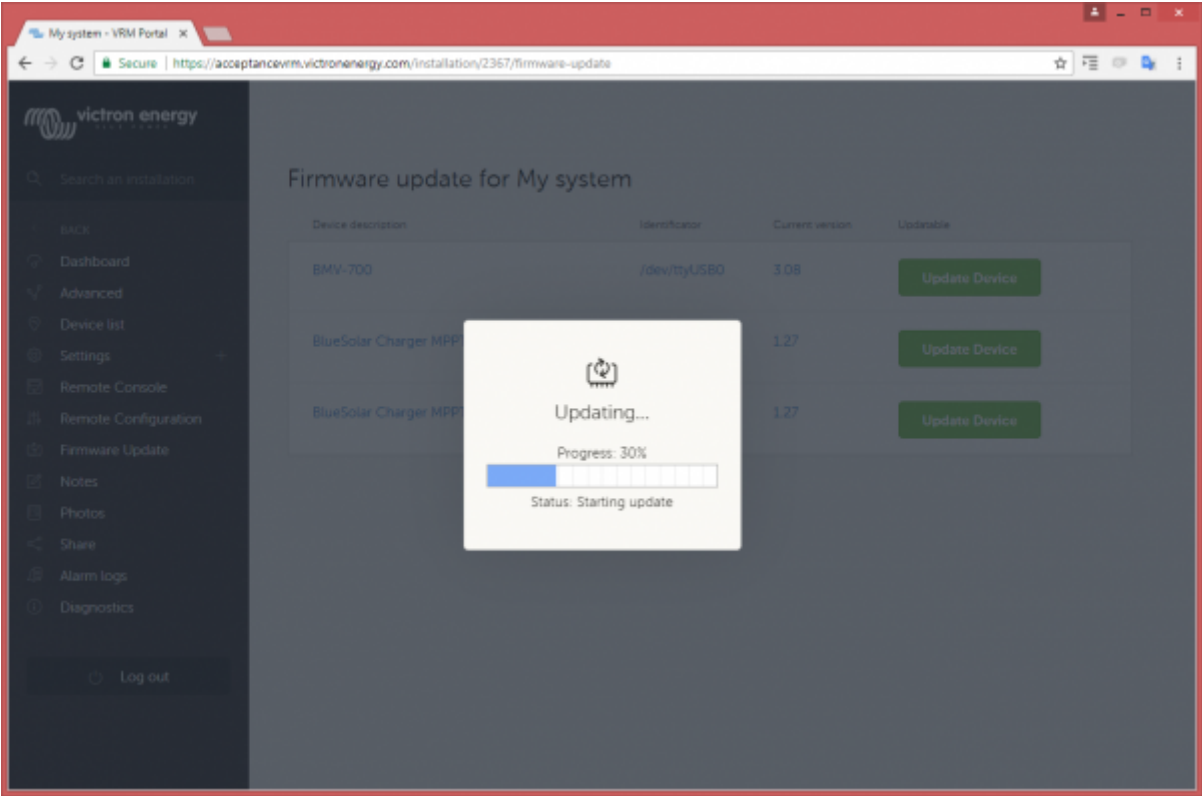 My system - VRM Portal
Secure | https://acceptancevrm.victronenergy.com/installation/2367/firmware-update
victron energy
BLUE POWER
Search an installation
BACK
Dashboard
Advanced
Device list
Settings
Remote Console
Remote Configuration
Firmware Update
Notes
Photos
Share
Alarm logs
Diagnostics
Log out
Firmware update for My system
Device description Identificator Current version Updatable
BMV-700 /dev/ttyUSB0 3.08 Update Device
BlueSolar Charger MPPT 1.27 Update Device
BlueSolar Charger MPPT 1.27 Update Device
Updating...
Progress: 30%
Status: Starting update